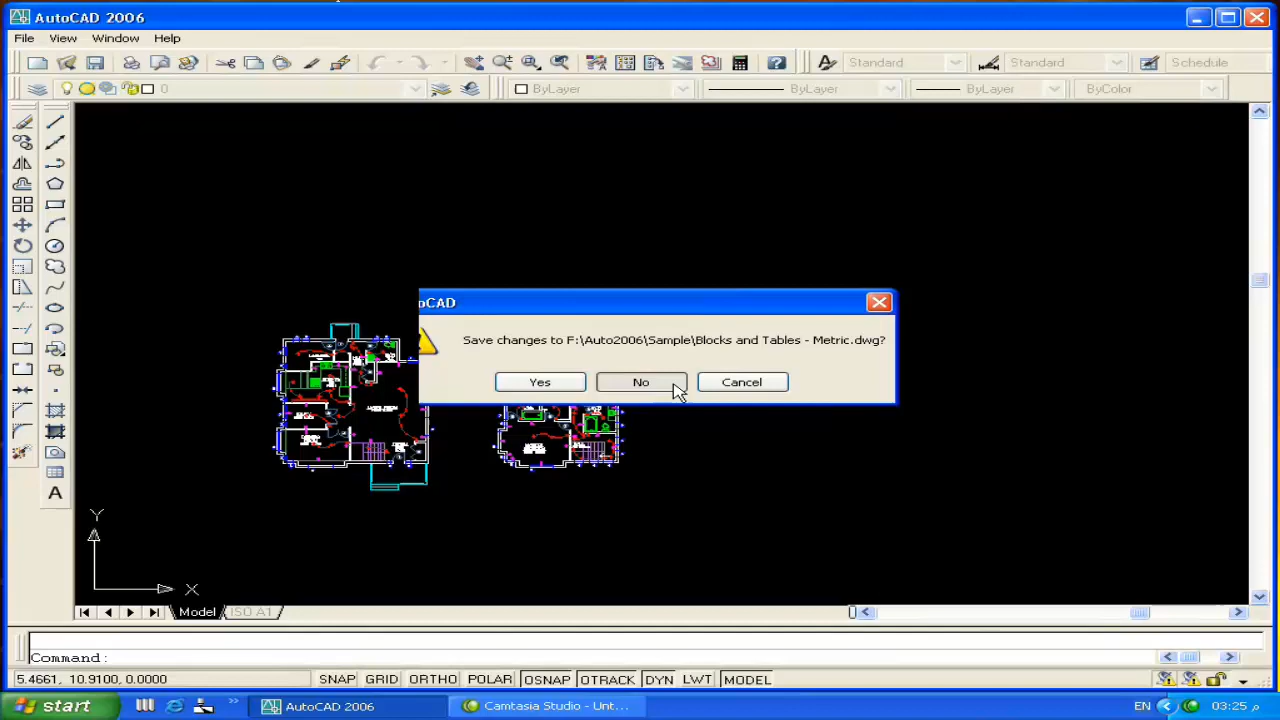 AutoCAD 2006
File View Window Help
Standard Standard Schedule
0 ByLayer ByLayer ByLayer ByColor
oCAD
Save changes to F:\Auto2006\Sample\Blocks and Tables - Metric.dwg?
Yes No Cancel
A
Y
X
Model ISO A1
Command:
5.4661, 10.9100, 0.0000 SNAP GRID ORTHO POLAR OSNAP OTRACK DYN LWT MODEL
start AutoCAD 2006 Camtasia Studio - Unt... EN 03:25 م